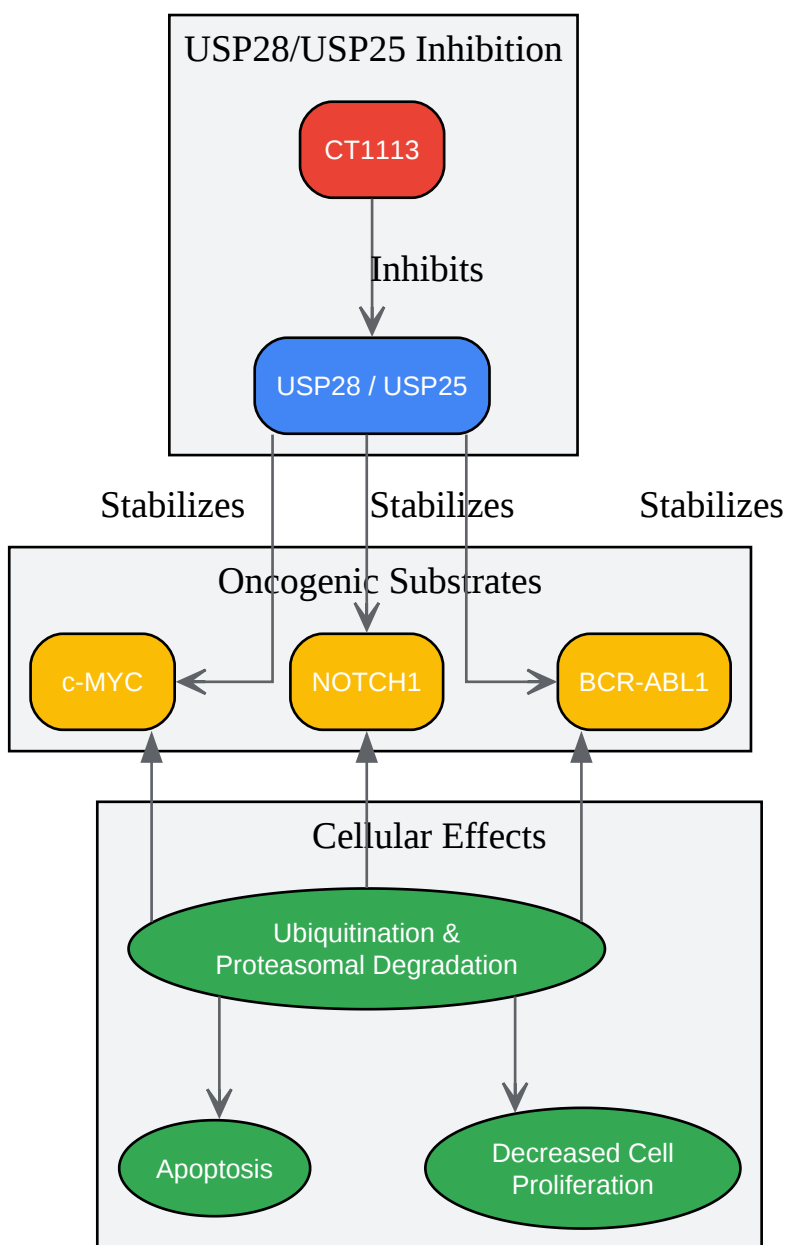 USP28/USP25 Inhibition
CT1113
Inhibits
USP28 / USP25
Stabilizes
Stabilizes
Stabilizes
Oncogenic Substrates
c-MYC
NOTCH1
BCR-ABL1
Cellular Effects
Ubiquitination &
Proteasomal Degradation
Apoptosis
Decreased Cell
Proliferation